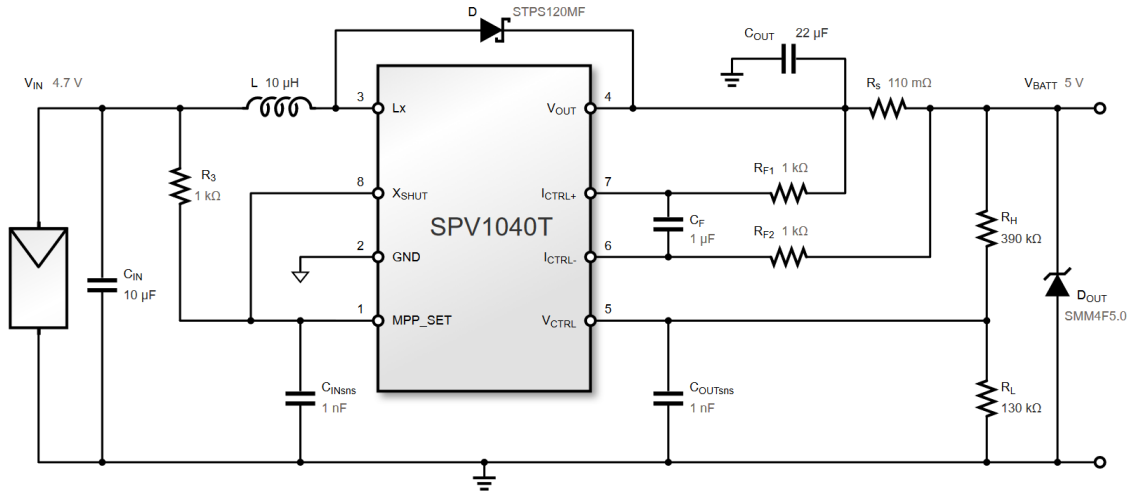 D STPS120MF
COUT 22 µF
VIN 4.7 V
L 10 µH
RS 110 mΩ
VBATT 5 V
3 Lx
VOUT 4
R3
1 kΩ
8 XSHUT
ICTRL+ 7
RF1 1 kΩ
CF
1 µF
SPV1040T
RH
390 kΩ
2 GND
ICTRL- 6
RF2 1 kΩ
CIN
10 µF
DOUT
SMM4F5.0
1 MPP_SET
VCTRL 5
CINsns
1 nF
COUTsns
1 nF
RL
130 kΩ